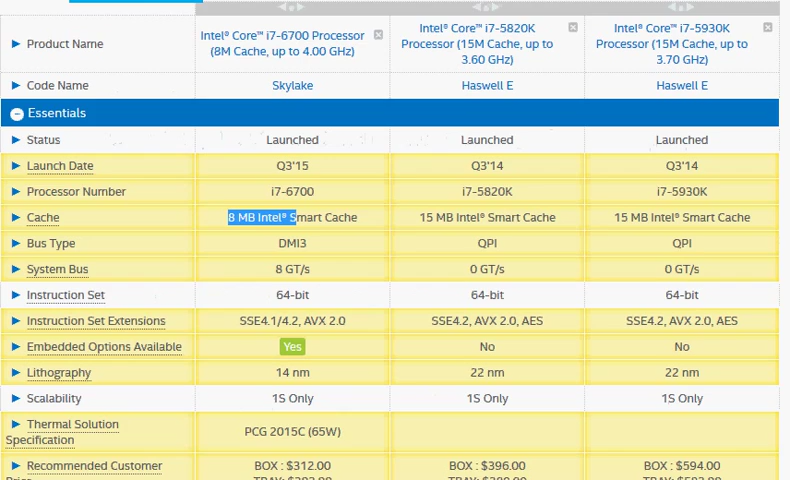 Product Name Intel® Core™ i7-6700 Processor (8M Cache, up to 4.00 GHz) Intel® Core™ i7-5820K Processor (15M Cache, up to 3.60 GHz) Intel® Core™ i7-5930K Processor (15M Cache, up to 3.70 GHz)
Code Name Skylake Haswell E Haswell E
Essentials
Status Launched Launched Launched
Launch Date Q3'15 Q3'14 Q3'14
Processor Number i7-6700 i7-5820K i7-5930K
Cache 8 MB Intel® Smart Cache 15 MB Intel® Smart Cache 15 MB Intel® Smart Cache
Bus Type DMI3 QPI QPI
System Bus 8 GT/s 0 GT/s 0 GT/s
Instruction Set 64-bit 64-bit 64-bit
Instruction Set Extensions SSE4.1/4.2, AVX 2.0 SSE4.2, AVX 2.0, AES SSE4.2, AVX 2.0, AES
Embedded Options Available Yes No No
Lithography 14 nm 22 nm 22 nm
Scalability 1S Only 1S Only 1S Only
Thermal Solution Specification PCG 2015C (65W)
Recommended Customer BOX : $312.00 BOX : $396.00 BOX : $594.00